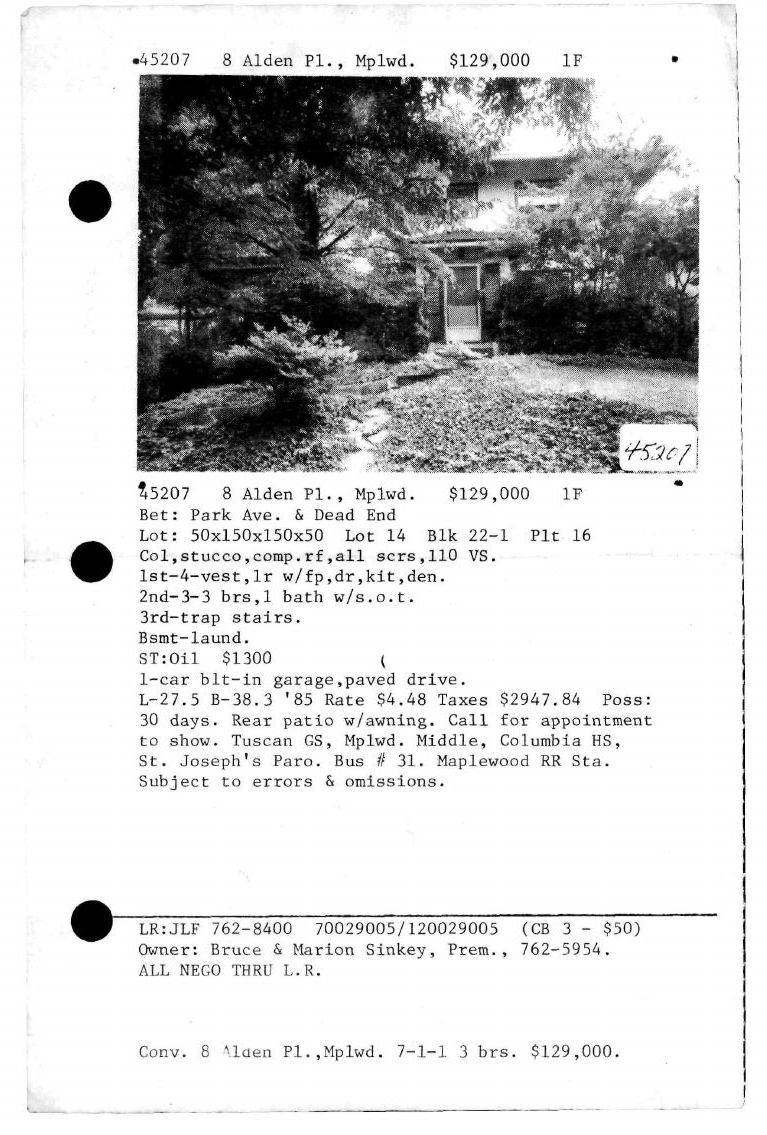 45207 8 Alden Pl., Mplwd. $129,000 1F
45207
45207 8 Alden Pl., Mplwd. $129,000 1F
Bet: Park Ave. & Dead End
Lot: 50x150x150x50 Lot 14 Blk 22-1 Plt 16
Col,stucco,comp.rf,all scrs,110 VS.
1st-4-vest,lr w/fp,dr,kit,den.
2nd-3-3 brs,1 bath w/s.o.t.
3rd-trap stairs.
Bsmt-laund.
ST:Oil $1300
1-car blt-in garage,paved drive.
L-27.5 B-38.3 '85 Rate $4.48 Taxes $2947.84 Poss:
30 days. Rear patio w/awning. Call for appointment
to show. Tuscan GS, Mplwd. Middle, Columbia HS,
St. Joseph's Paro. Bus # 31. Maplewood RR Sta.
Subject to errors & omissions.
LR:JLF 762-8400 70029005/120029005 (CB 3 - $50)
Owner: Bruce & Marion Sinkey, Prem., 762-5954.
ALL NEGO THRU L.R.
Conv. 8 Alden Pl.,Mplwd. 7-1-1 3 brs. $129,000.